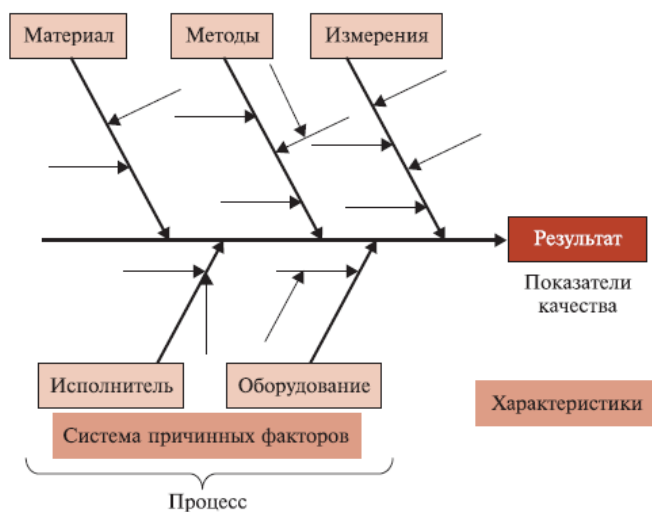 Материал
Методы
Измерения
Результат
Показатели
качества
Исполнитель
Оборудование
Характеристики
Система причинных факторов
Процесс